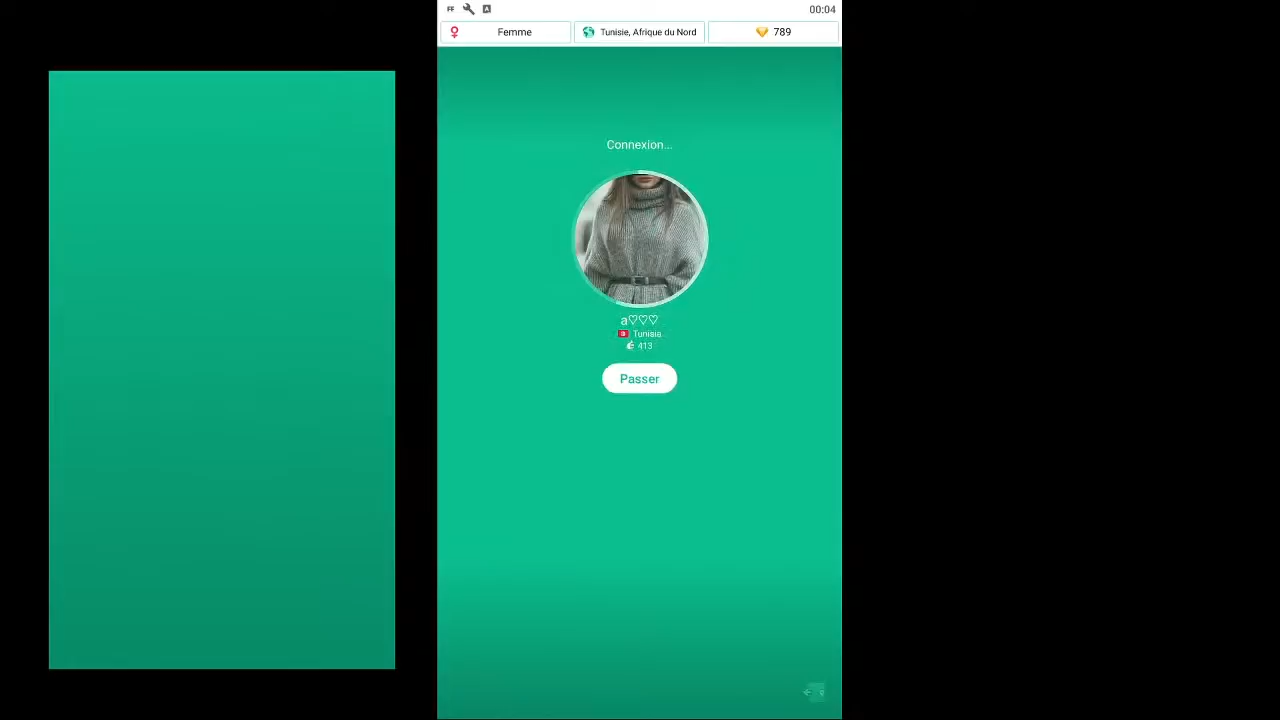 00:04
Femme
Tunisie, Afrique du Nord
789
Connexion...
a♡♡♡
Tunisia
413
Passer